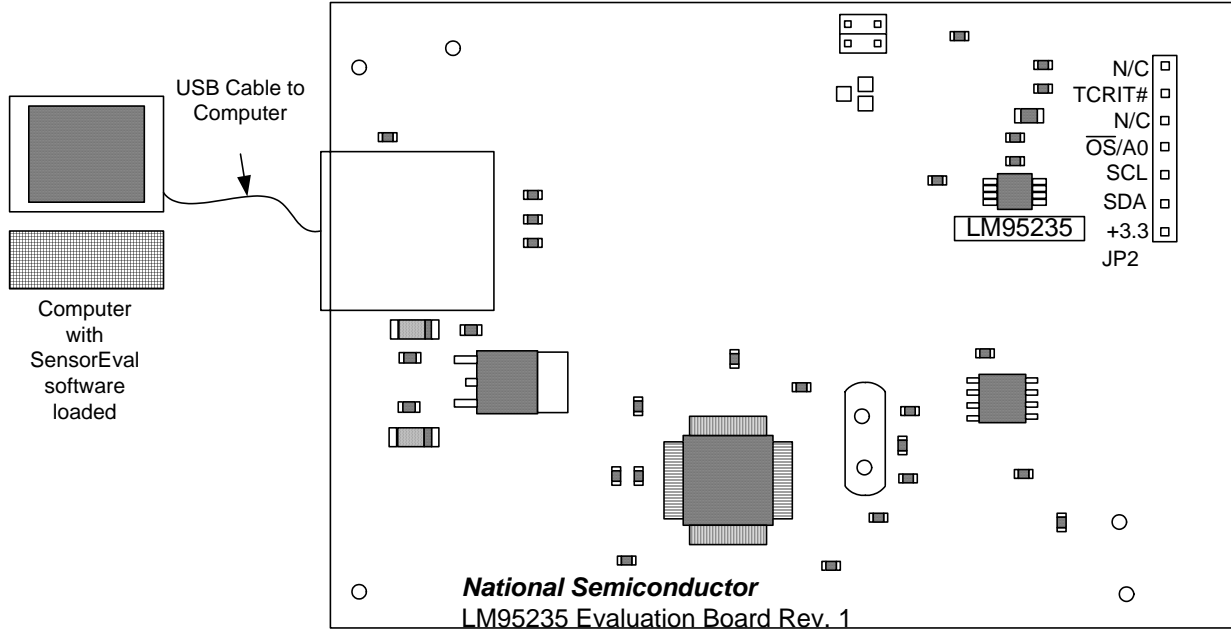 USB Cable to
Computer
Computer
with
SensorEval
software
loaded
N/C
TCRIT#
N/C
O̅S̅/A0
SCL
SDA
+3.3
JP2
LM95235
National Semiconductor
LM95235 Evaluation Board Rev. 1